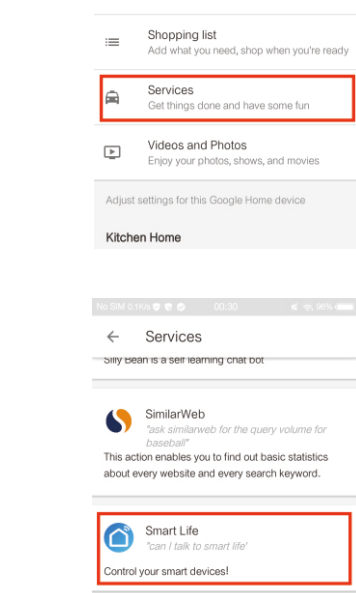 Shopping list
Add what you need, shop when you're ready
Services
Get things done and have some fun
Videos and Photos
Enjoy your photos, shows, and movies
Adjust settings for this Google Home device
Kitchen Home
No SIM 0.1K/s 00:30 98%
Services
Silly Bean is a self learning chat bot
SimilarWeb
"ask similarweb for the query volume for
baseball"
This action enables you to find out basic statistics
about every website and every search keyword.
Smart Life
"can I talk to smart life'
Control your smart devices!